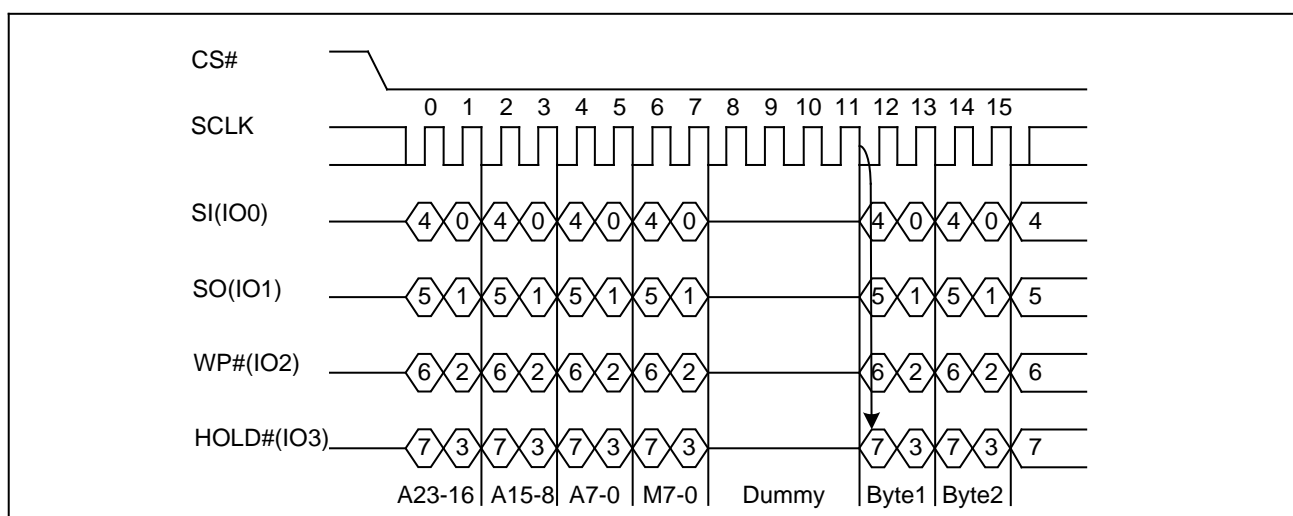 CS#
0 1 2 3 4 5 6 7 8 9 10 11 12 13 14 15
SCLK
SI(IO0) 4 0 4 0 4 0 4 0 4 0 4 0 4
SO(IO1) 5 1 5 1 5 1 5 1 5 1 5 1 5
WP#(IO2) 6 2 6 2 6 2 6 2 6 2 6 2 6
HOLD#(IO3) 7 3 7 3 7 3 7 3 7 3 7 3 7
A23-16 A15-8 A7-0 M7-0 Dummy Byte1 Byte2